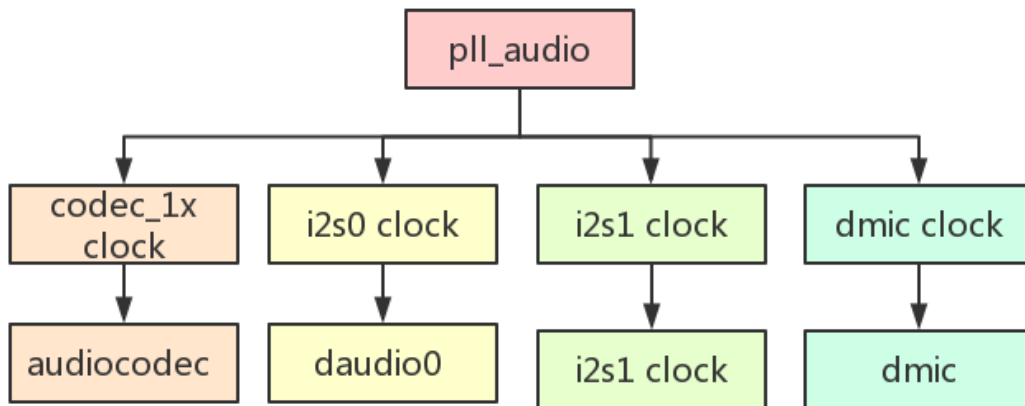 pll_audio
codec_1x
clock
i2s0 clock
i2s1 clock
dmic clock
audiocodec
daudio0
i2s1 clock
dmic